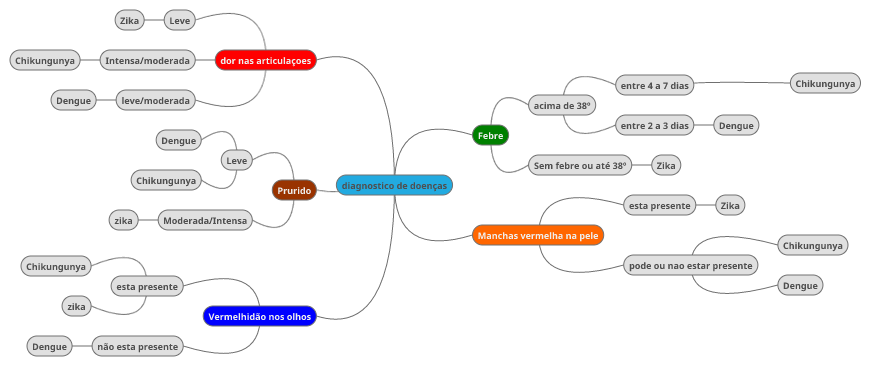 diagnostico de doenças
dor nas articulaçoes
Leve
Zika
Intensa/moderada
Chikungunya
leve/moderada
Dengue
Prurido
Leve
Dengue
Chikungunya
Moderada/Intensa
zika
Vermelhidão nos olhos
esta presente
Chikungunya
zika
não esta presente
Dengue
Febre
acima de 38º
entre 4 a 7 dias
Chikungunya
entre 2 a 3 dias
Dengue
Sem febre ou até 38º
Zika
Manchas vermelha na pele
esta presente
Zika
pode ou nao estar presente
Chikungunya
Dengue